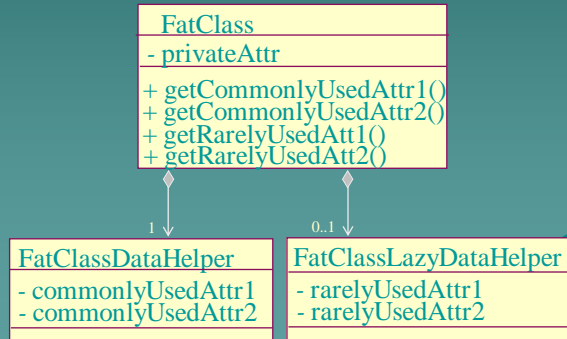 FatClass
- privateAttr
+ getCommonlyUsedAttr1()
+ getCommonlyUsedAttr2()
+ getRarelyUsedAtt1()
+ getRarelyUsedAtt2()
1
0..1
FatClassDataHelper
- commonlyUsedAttr1
- commonlyUsedAttr2
FatClassLazyDataHelper
- rarelyUsedAttr1
- rarelyUsedAttr2